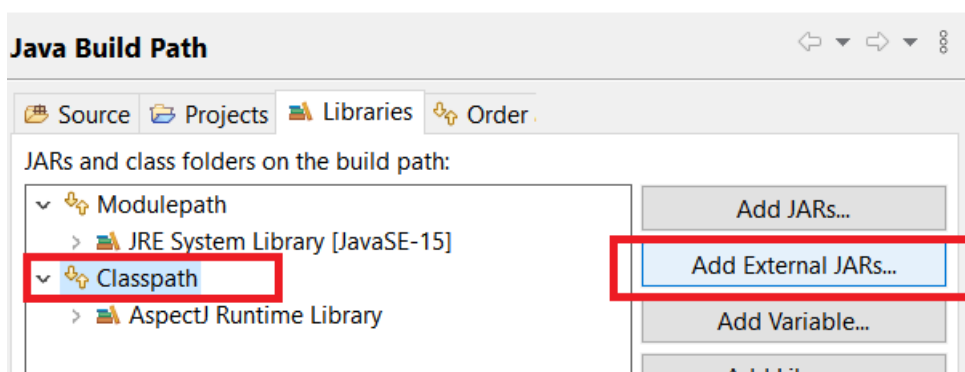 Java Build Path
Source Projects Libraries Order
JARs and class folders on the build path:
Modulepath
JRE System Library [JavaSE-15]
Classpath
AspectJ Runtime Library
Add JARs...
Add External JARs...
Add Variable...